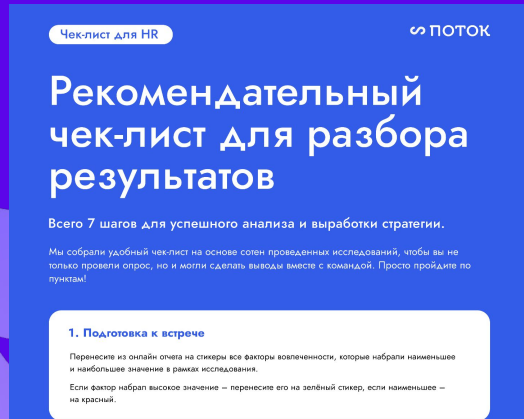 Чек-лист для HR
ПОТОК
Рекомендательный
чек-лист для разбора
результатов
Всего 7 шагов для успешного анализа и выработки стратегии.
Мы собрали удобный чек-лист на основе сотен проведенных исследований, чтобы вы не
только провели опрос, но и могли сделать выводы вместе с командой. Просто пройдите по
пунктам!
1. Подготовка к встрече
Перенесите из онлайн отчета на стикеры все факторы вовлеченности, которые набрали наименьшее
и наибольшее значение в рамках исследования.
Если фактор набрал высокое значение – перенесите его на зелёный стикер, если наименьшее –
на красный.